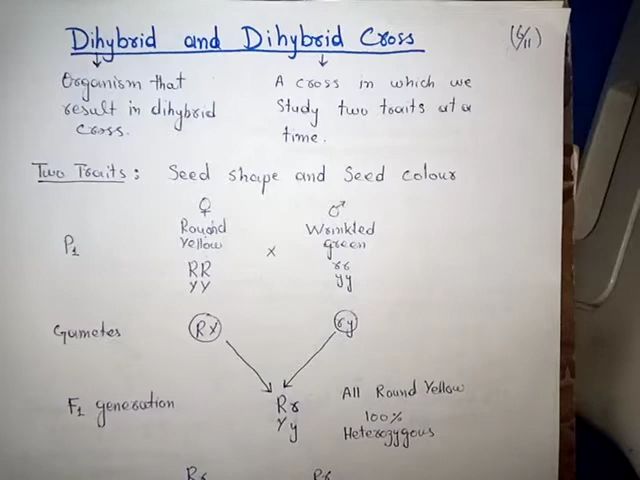 Dihybrid and Dihybrid Cross
(6/11)
Organism that
result in dihybrid
cross.
A cross in which we
study two traits at a
time.
Two Traits: Seed shape and Seed colour
♀ ♂
P1 Round Yellow × Wrinkled green
RR rr
YY yy
Gametes RY ry
F1 generation Rr All Round Yellow
Yy 100%
Heterozygous
Rr Rr